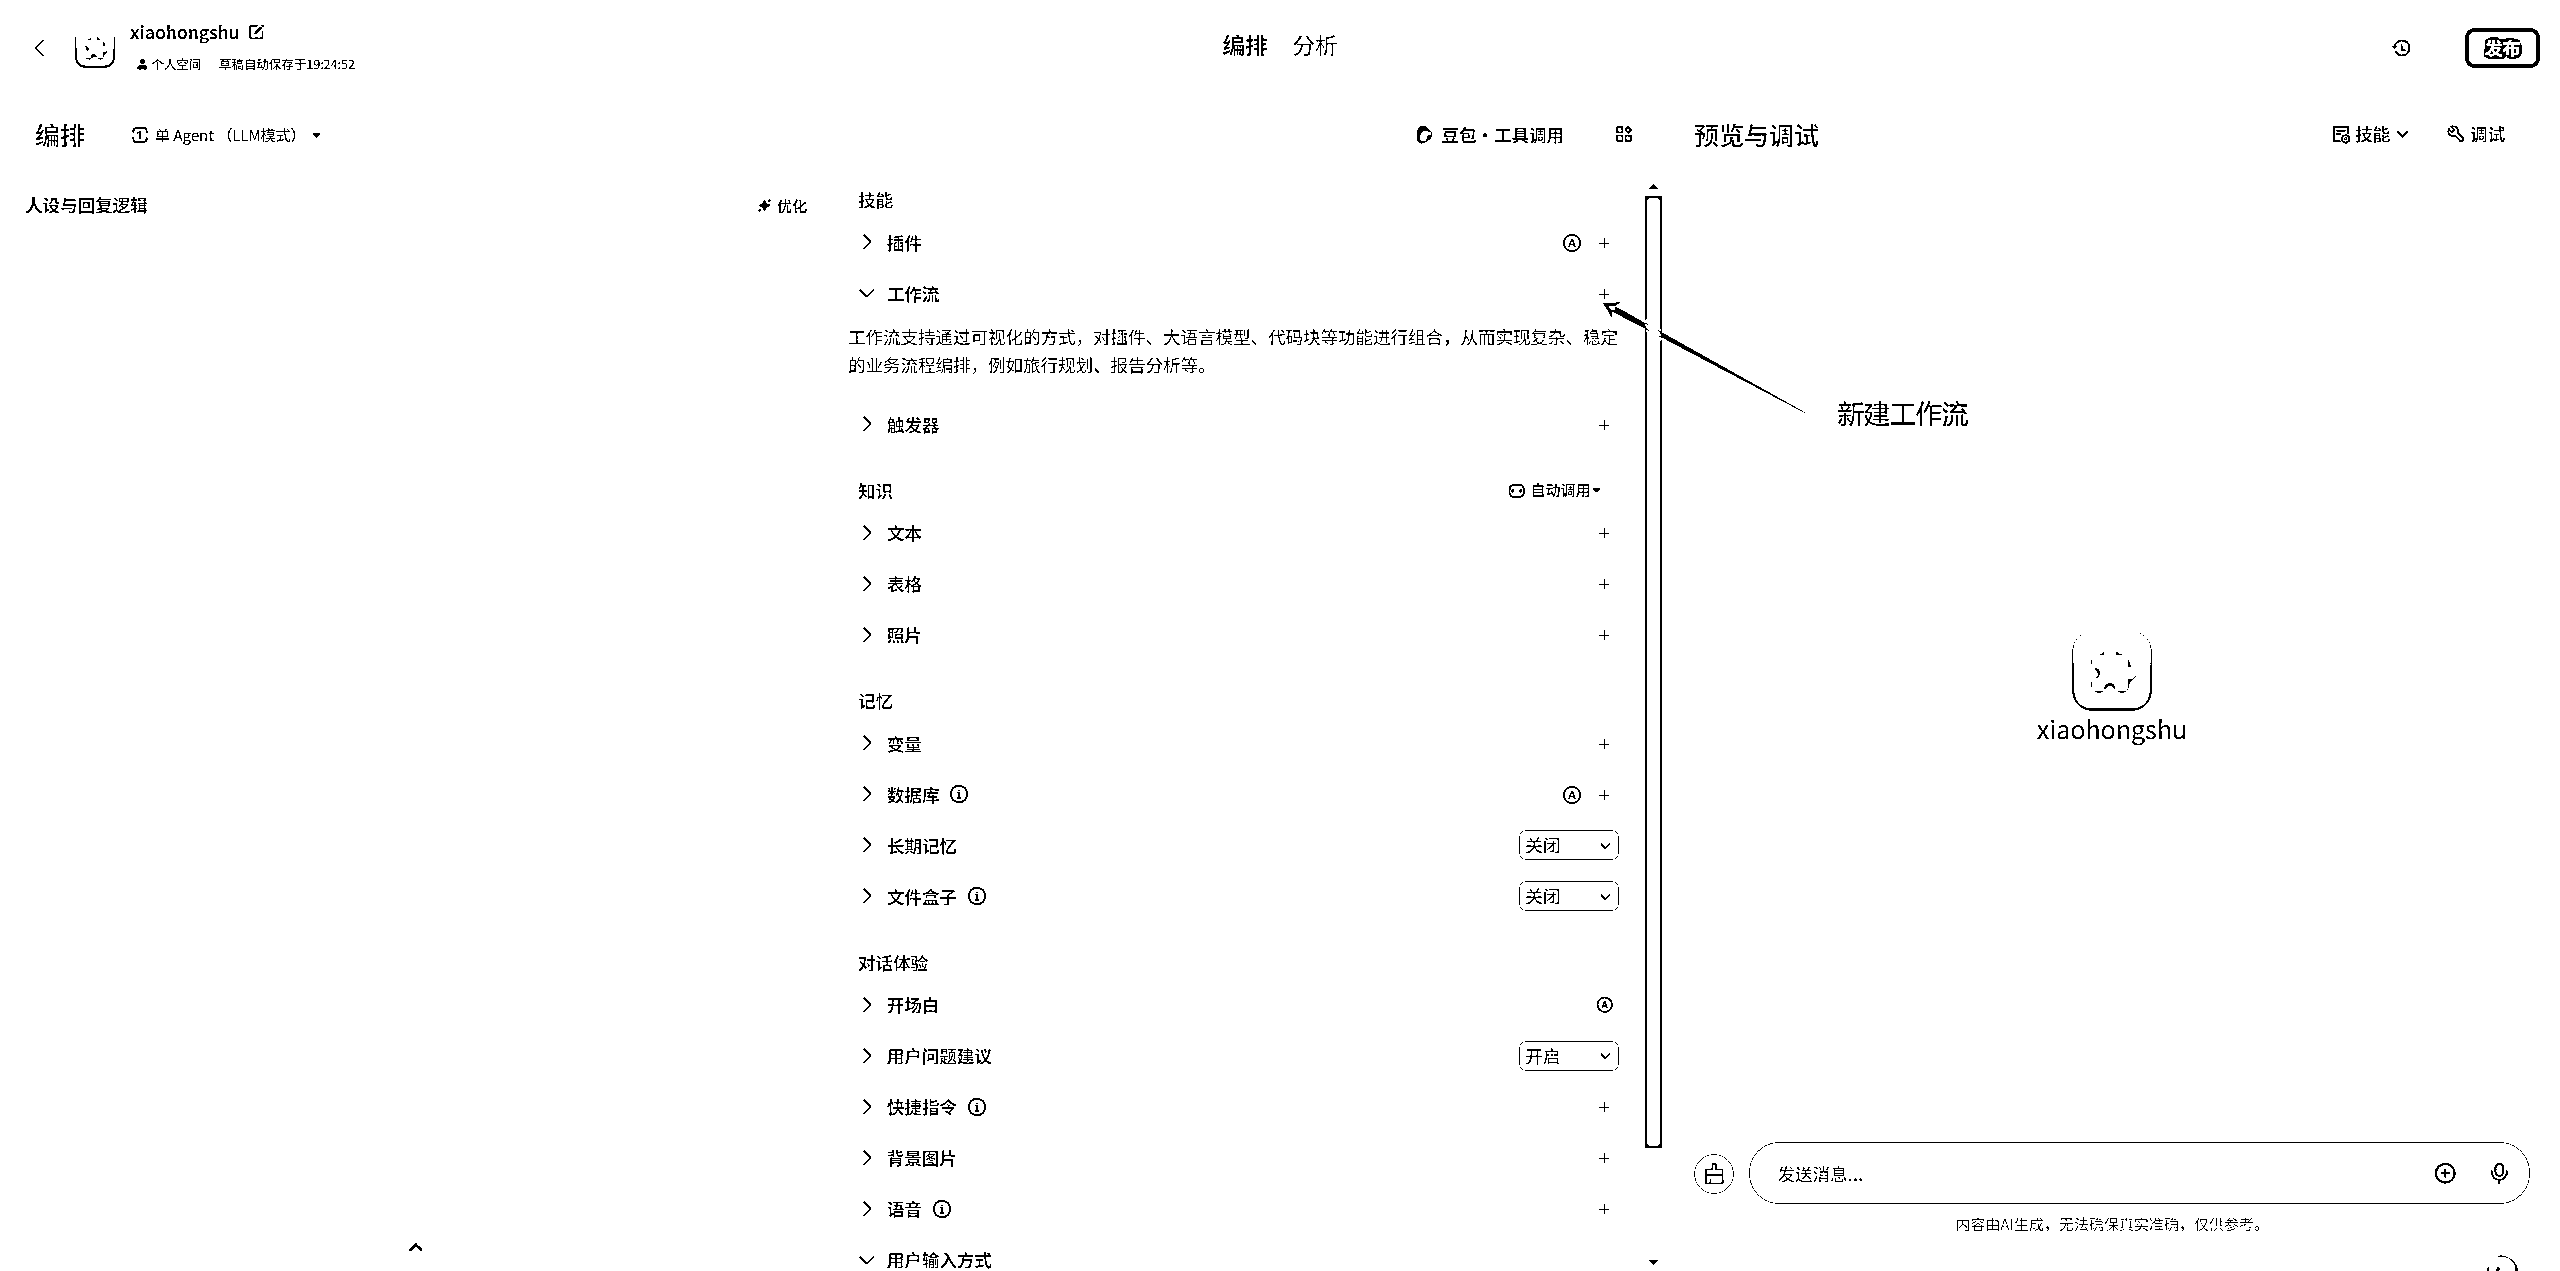 xiaohongshu
个人空间 草稿自动保存于19:24:52
编排 分析
发布
编排
单 Agent （LLM模式）
豆包·工具调用
预览与调试
技能
调试
人设与回复逻辑
优化
技能
插件
工作流
工作流支持通过可视化的方式，对插件、大语言模型、代码块等功能进行组合，从而实现复杂、稳定
的业务流程编排，例如旅行规划、报告分析等。
新建工作流
触发器
知识
自动调用
文本
表格
照片
记忆
变量
数据库
长期记忆
关闭
文件盒子
关闭
对话体验
开场白
用户问题建议
开启
快捷指令
背景图片
语音
用户输入方式
xiaohongshu
发送消息...
内容由AI生成，无法确保真实准确，仅供参考。